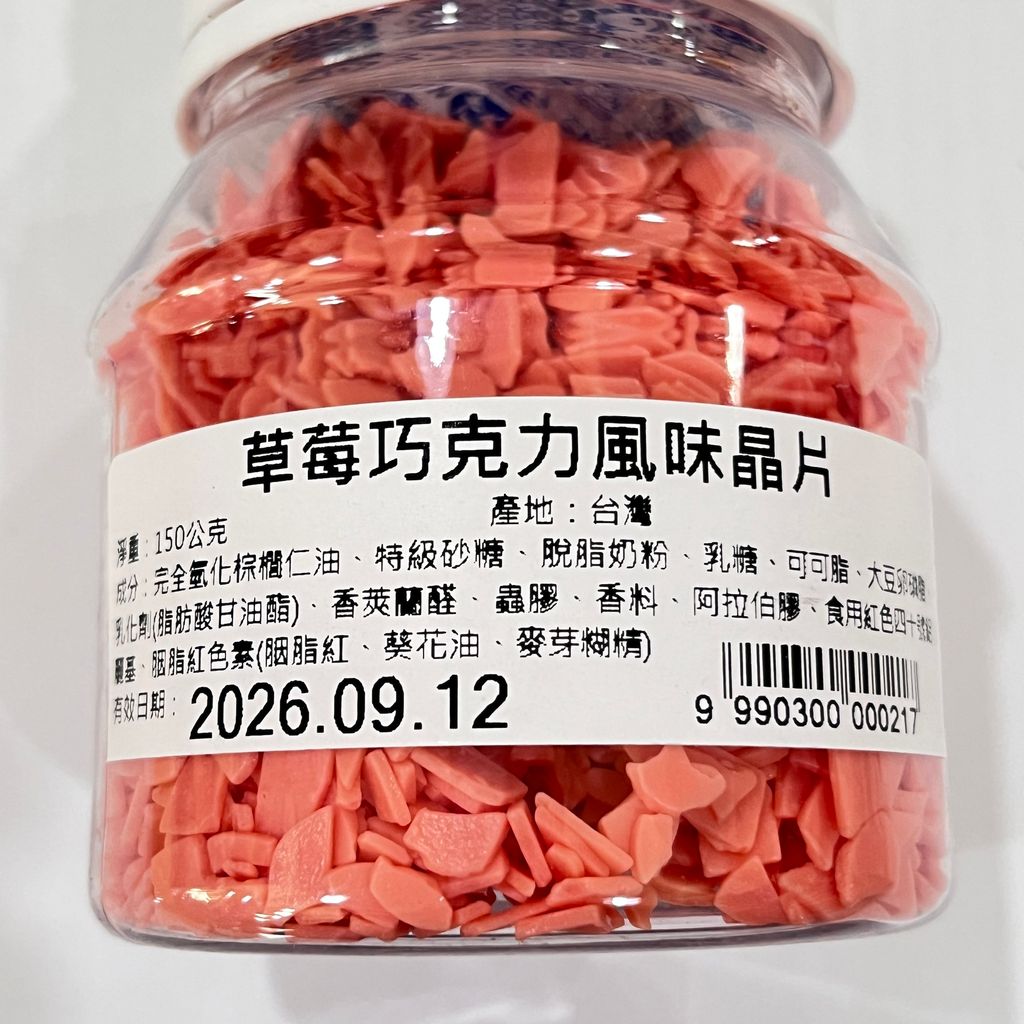 草莓巧克力風味晶片
產地：台灣
淨重：150公克
成分：完全氫化棕櫚仁油、特級砂糖、脫脂奶粉、乳糖、可可脂、大豆卵磷脂
乳化劑(脂肪酸甘油酯)、香莢蘭醛、蟲膠、香料、阿拉伯膠、食用紅色四十號
麗基、胭脂紅色素(胭脂紅、葵花油、麥芽糊精)
有效日期：2026.09.12
9 990300 000217